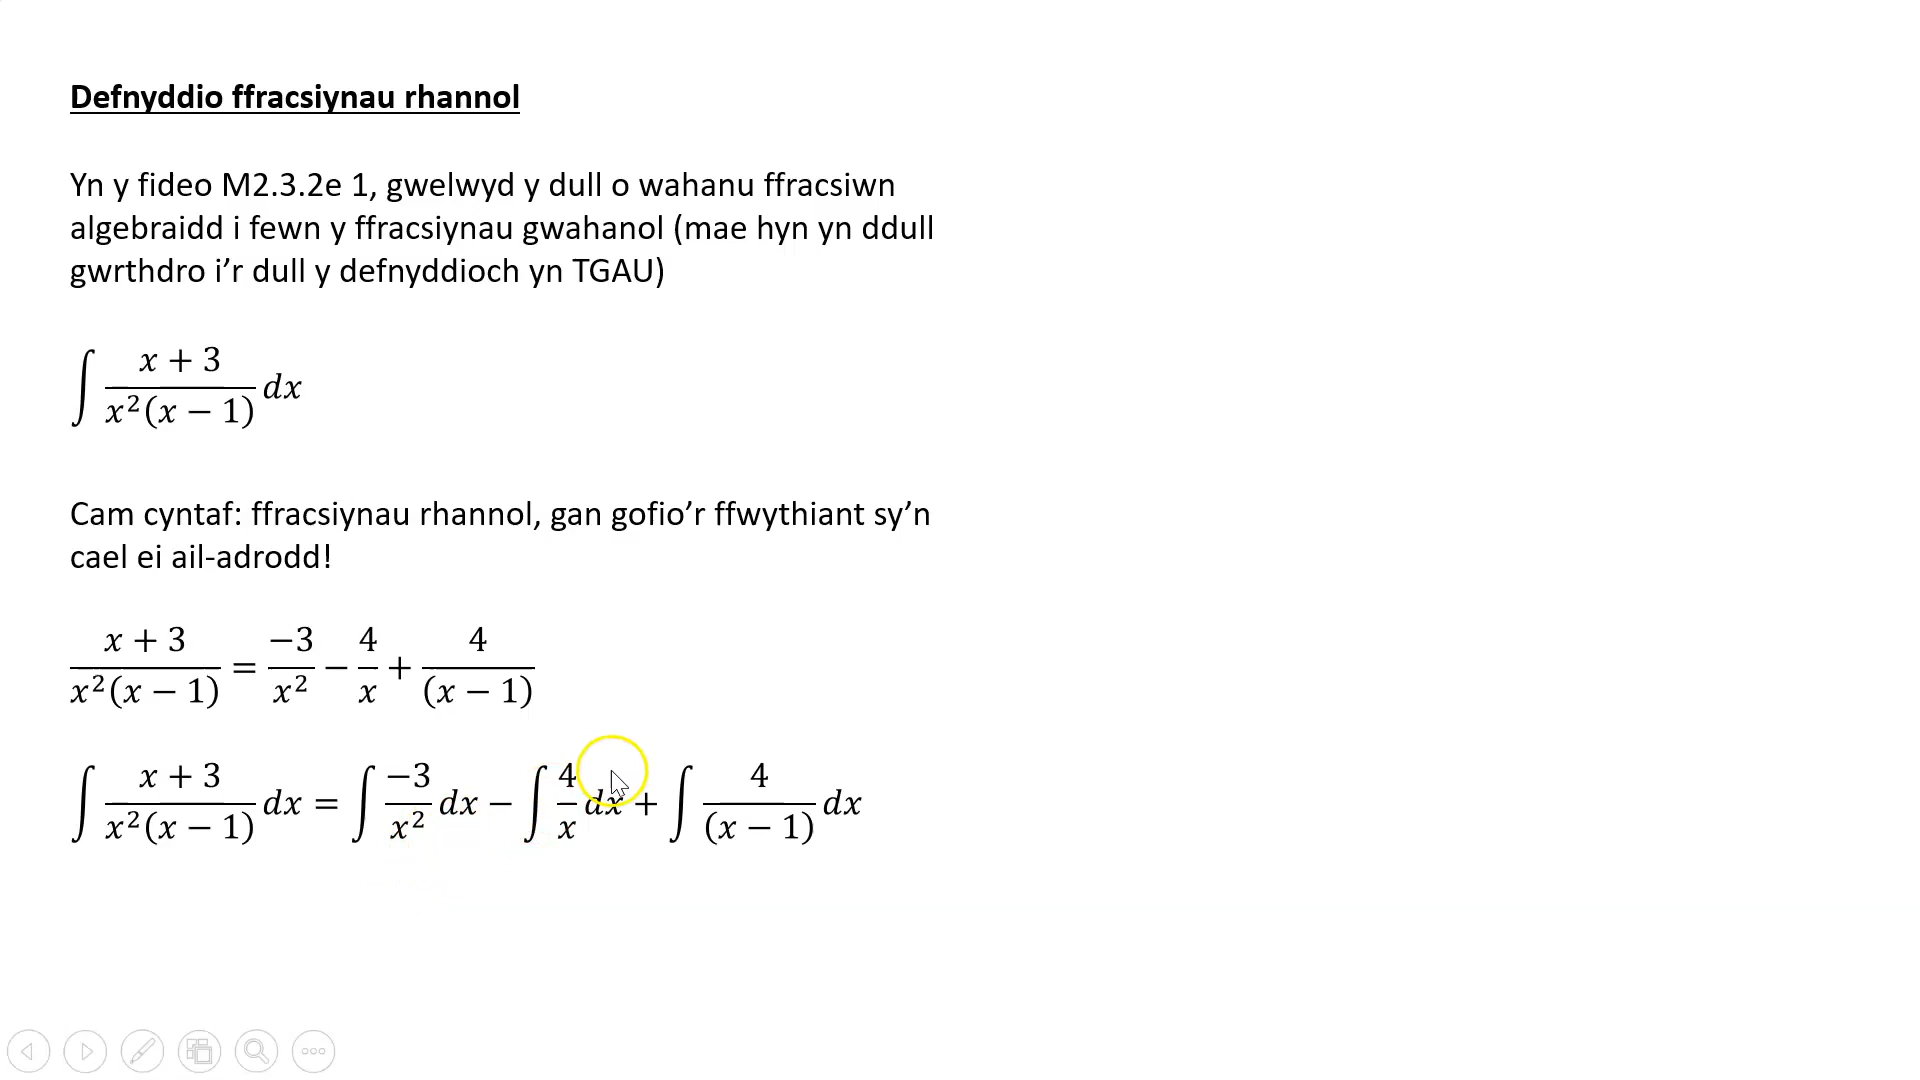 Defnyddio ffracsiynau rhannol
Yn y fideo M2.3.2e 1, gwelwyd y dull o wahanu ffracsiwn
algebraidd i fewn y ffracsiynau gwahanol (mae hyn yn ddull
gwrthdro i’r dull y defnyddioch yn TGAU)
∫ (x + 3)/(x²(x − 1)) dx
Cam cyntaf: ffracsiynau rhannol, gan gofio’r ffwythiant sy’n
cael ei ail-adrodd!
(x + 3)/(x²(x − 1)) = −3/x² − 4/x + 4/(x − 1)
∫ (x + 3)/(x²(x − 1)) dx = ∫ −3/x² dx − ∫ 4/x dx + ∫ 4/(x − 1) dx